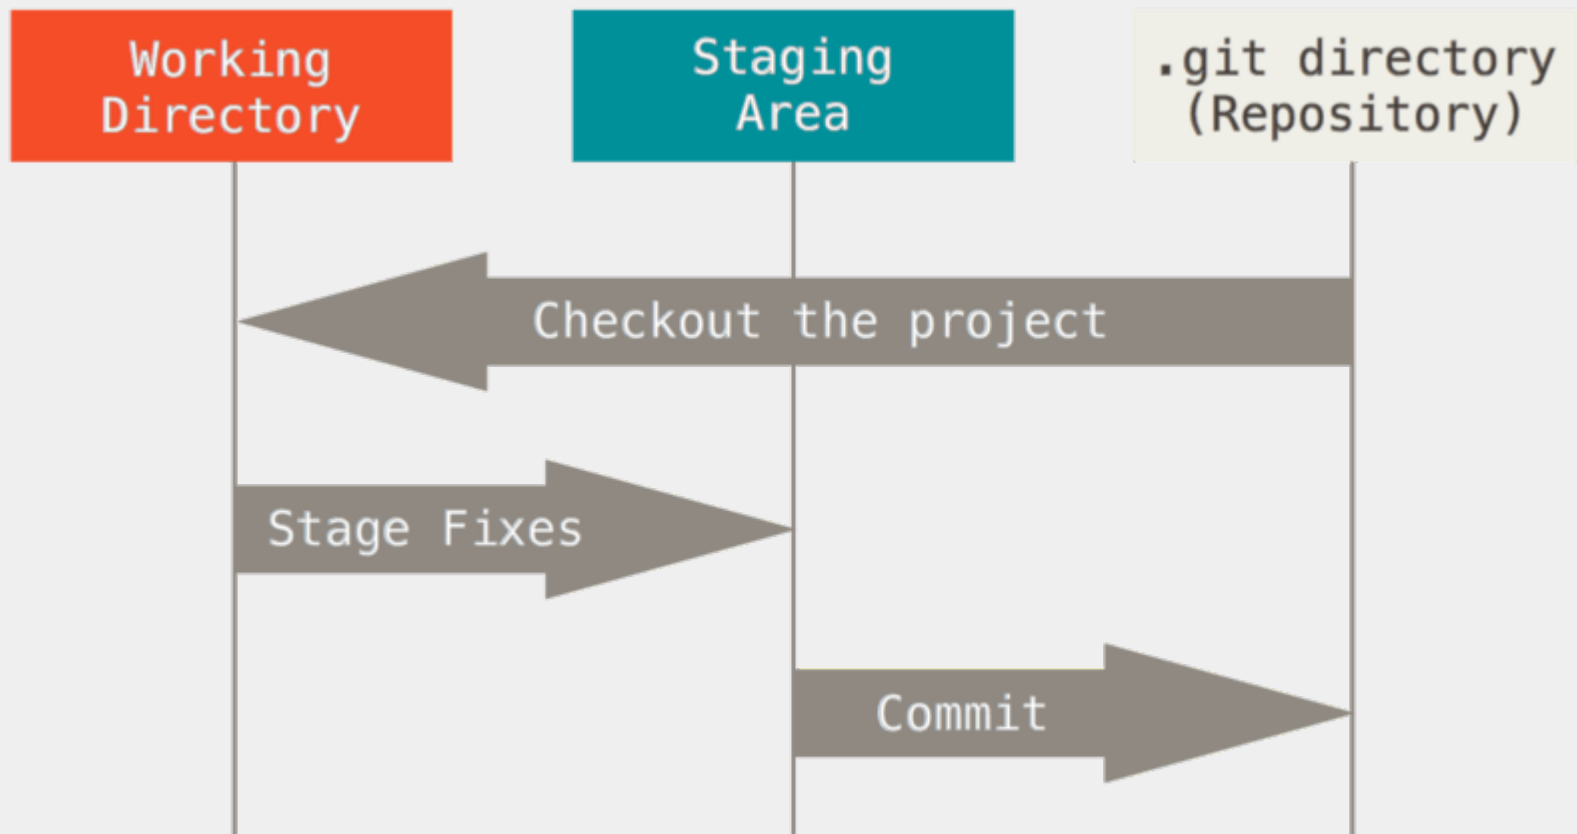 Working
Directory
Staging
Area
.git directory
(Repository)
Checkout the project
Stage Fixes
Commit